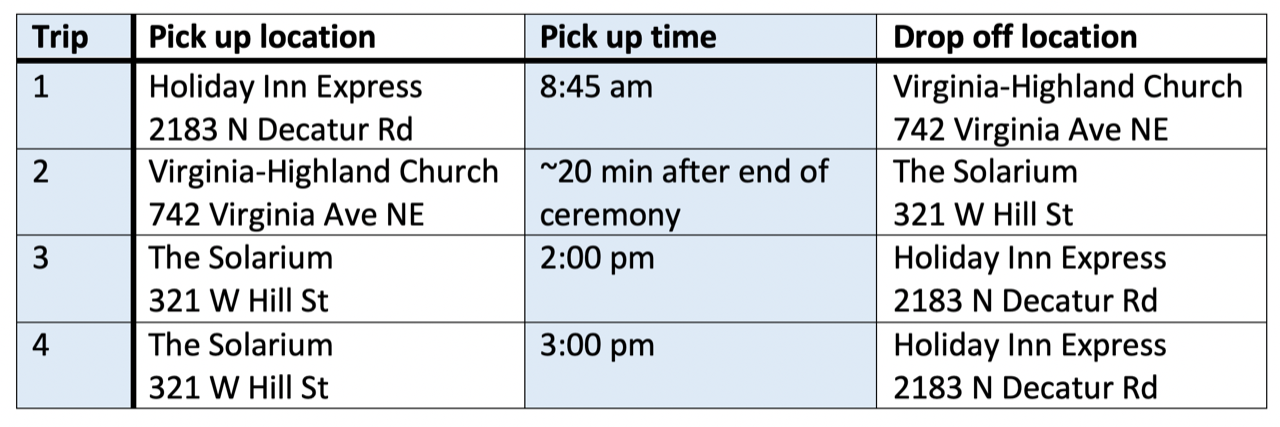 Trip Pick up location Pick up time Drop off location
1 Holiday Inn Express 8:45 am Virginia-Highland Church
2183 N Decatur Rd 742 Virginia Ave NE
2 Virginia-Highland Church ~20 min after end of The Solarium
742 Virginia Ave NE ceremony 321 W Hill St
3 The Solarium 2:00 pm Holiday Inn Express
321 W Hill St 2183 N Decatur Rd
4 The Solarium 3:00 pm Holiday Inn Express
321 W Hill St 2183 N Decatur Rd